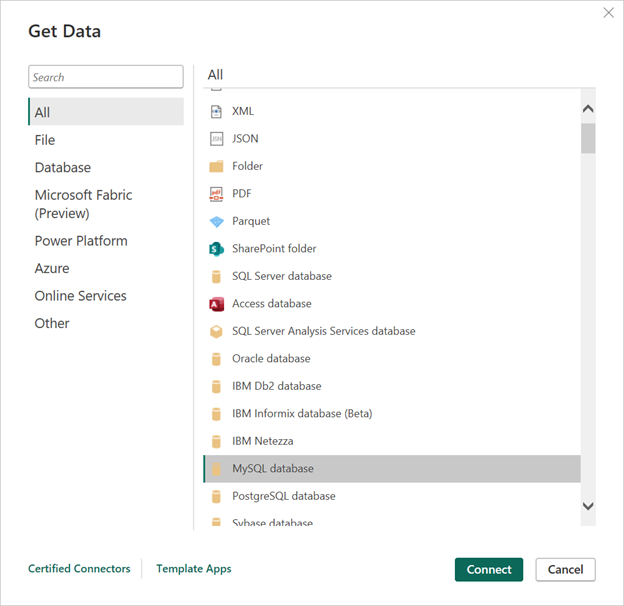 Get Data
Search
All
File
Database
Microsoft Fabric
(Preview)
Power Platform
Azure
Online Services
Other
All
XML
JSON
Folder
PDF
Parquet
SharePoint folder
SQL Server database
Access database
SQL Server Analysis Services database
Oracle database
IBM Db2 database
IBM Informix database (Beta)
IBM Netezza
MySQL database
PostgreSQL database
Sybase database
Certified Connectors
Template Apps
Connect
Cancel